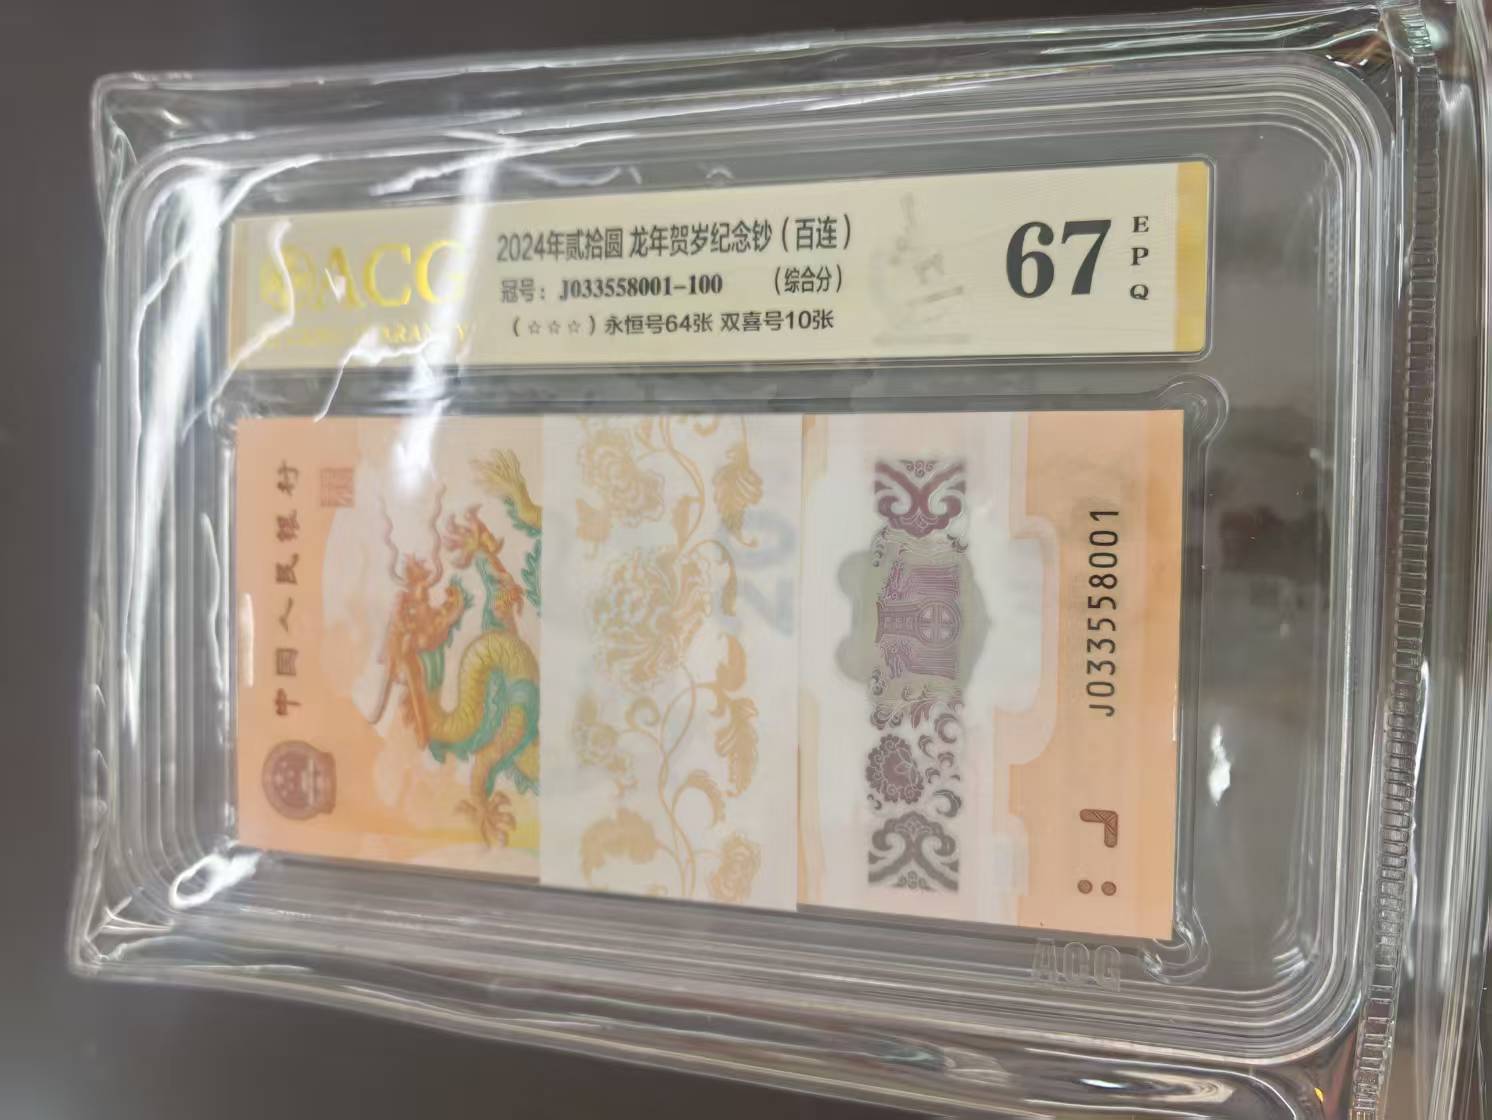 ACG
2024年贰拾圆 龙年贺岁纪念钞（百连）
冠号：J033558001-100 （综合分）
（☆☆☆）永恒号64张 双喜号10张
67
EPQ
中国人民银行
20
J033558001
ACG